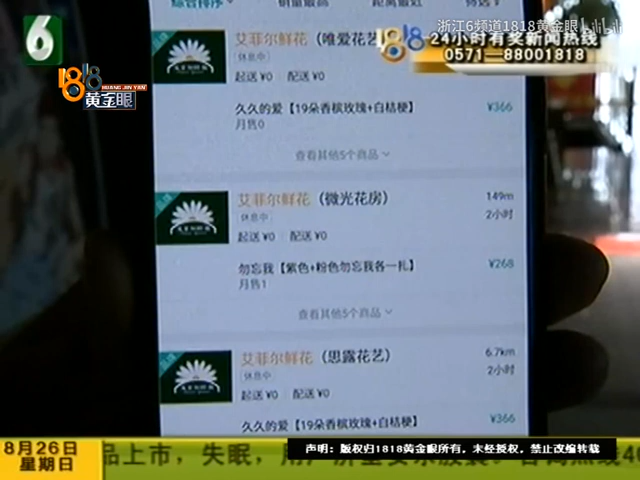 综合排序
销量最高
距离最近
筛选
浙江6频道1818黄金眼
bilibili
6
1818
HUANG JIN YAN
黄金眼
1818
24小时有奖新闻热线
0571—88001818
艾菲尔鲜花（唯爱花艺
休息中
起送 ¥0 配送 ¥0
久久的爱【19朵香槟玫瑰+白桔梗】
¥366
月售0
查看其他5个商品
艾菲尔鲜花（微光花房）
149m
休息中
2小时
起送 ¥0 配送 ¥0
勿忘我【紫色+粉色勿忘我各一扎】
¥268
月售1
查看其他5个商品
艾菲尔鲜花（思露花艺）
6.7km
休息中
2小时
起送 ¥0 配送 ¥0
久久的爱【19朵香槟玫瑰+白桔梗】
¥366
8月26日
星期日
品上市，失眠，用
声明：版权归1818黄金眼所有，未经授权，禁止改编转载